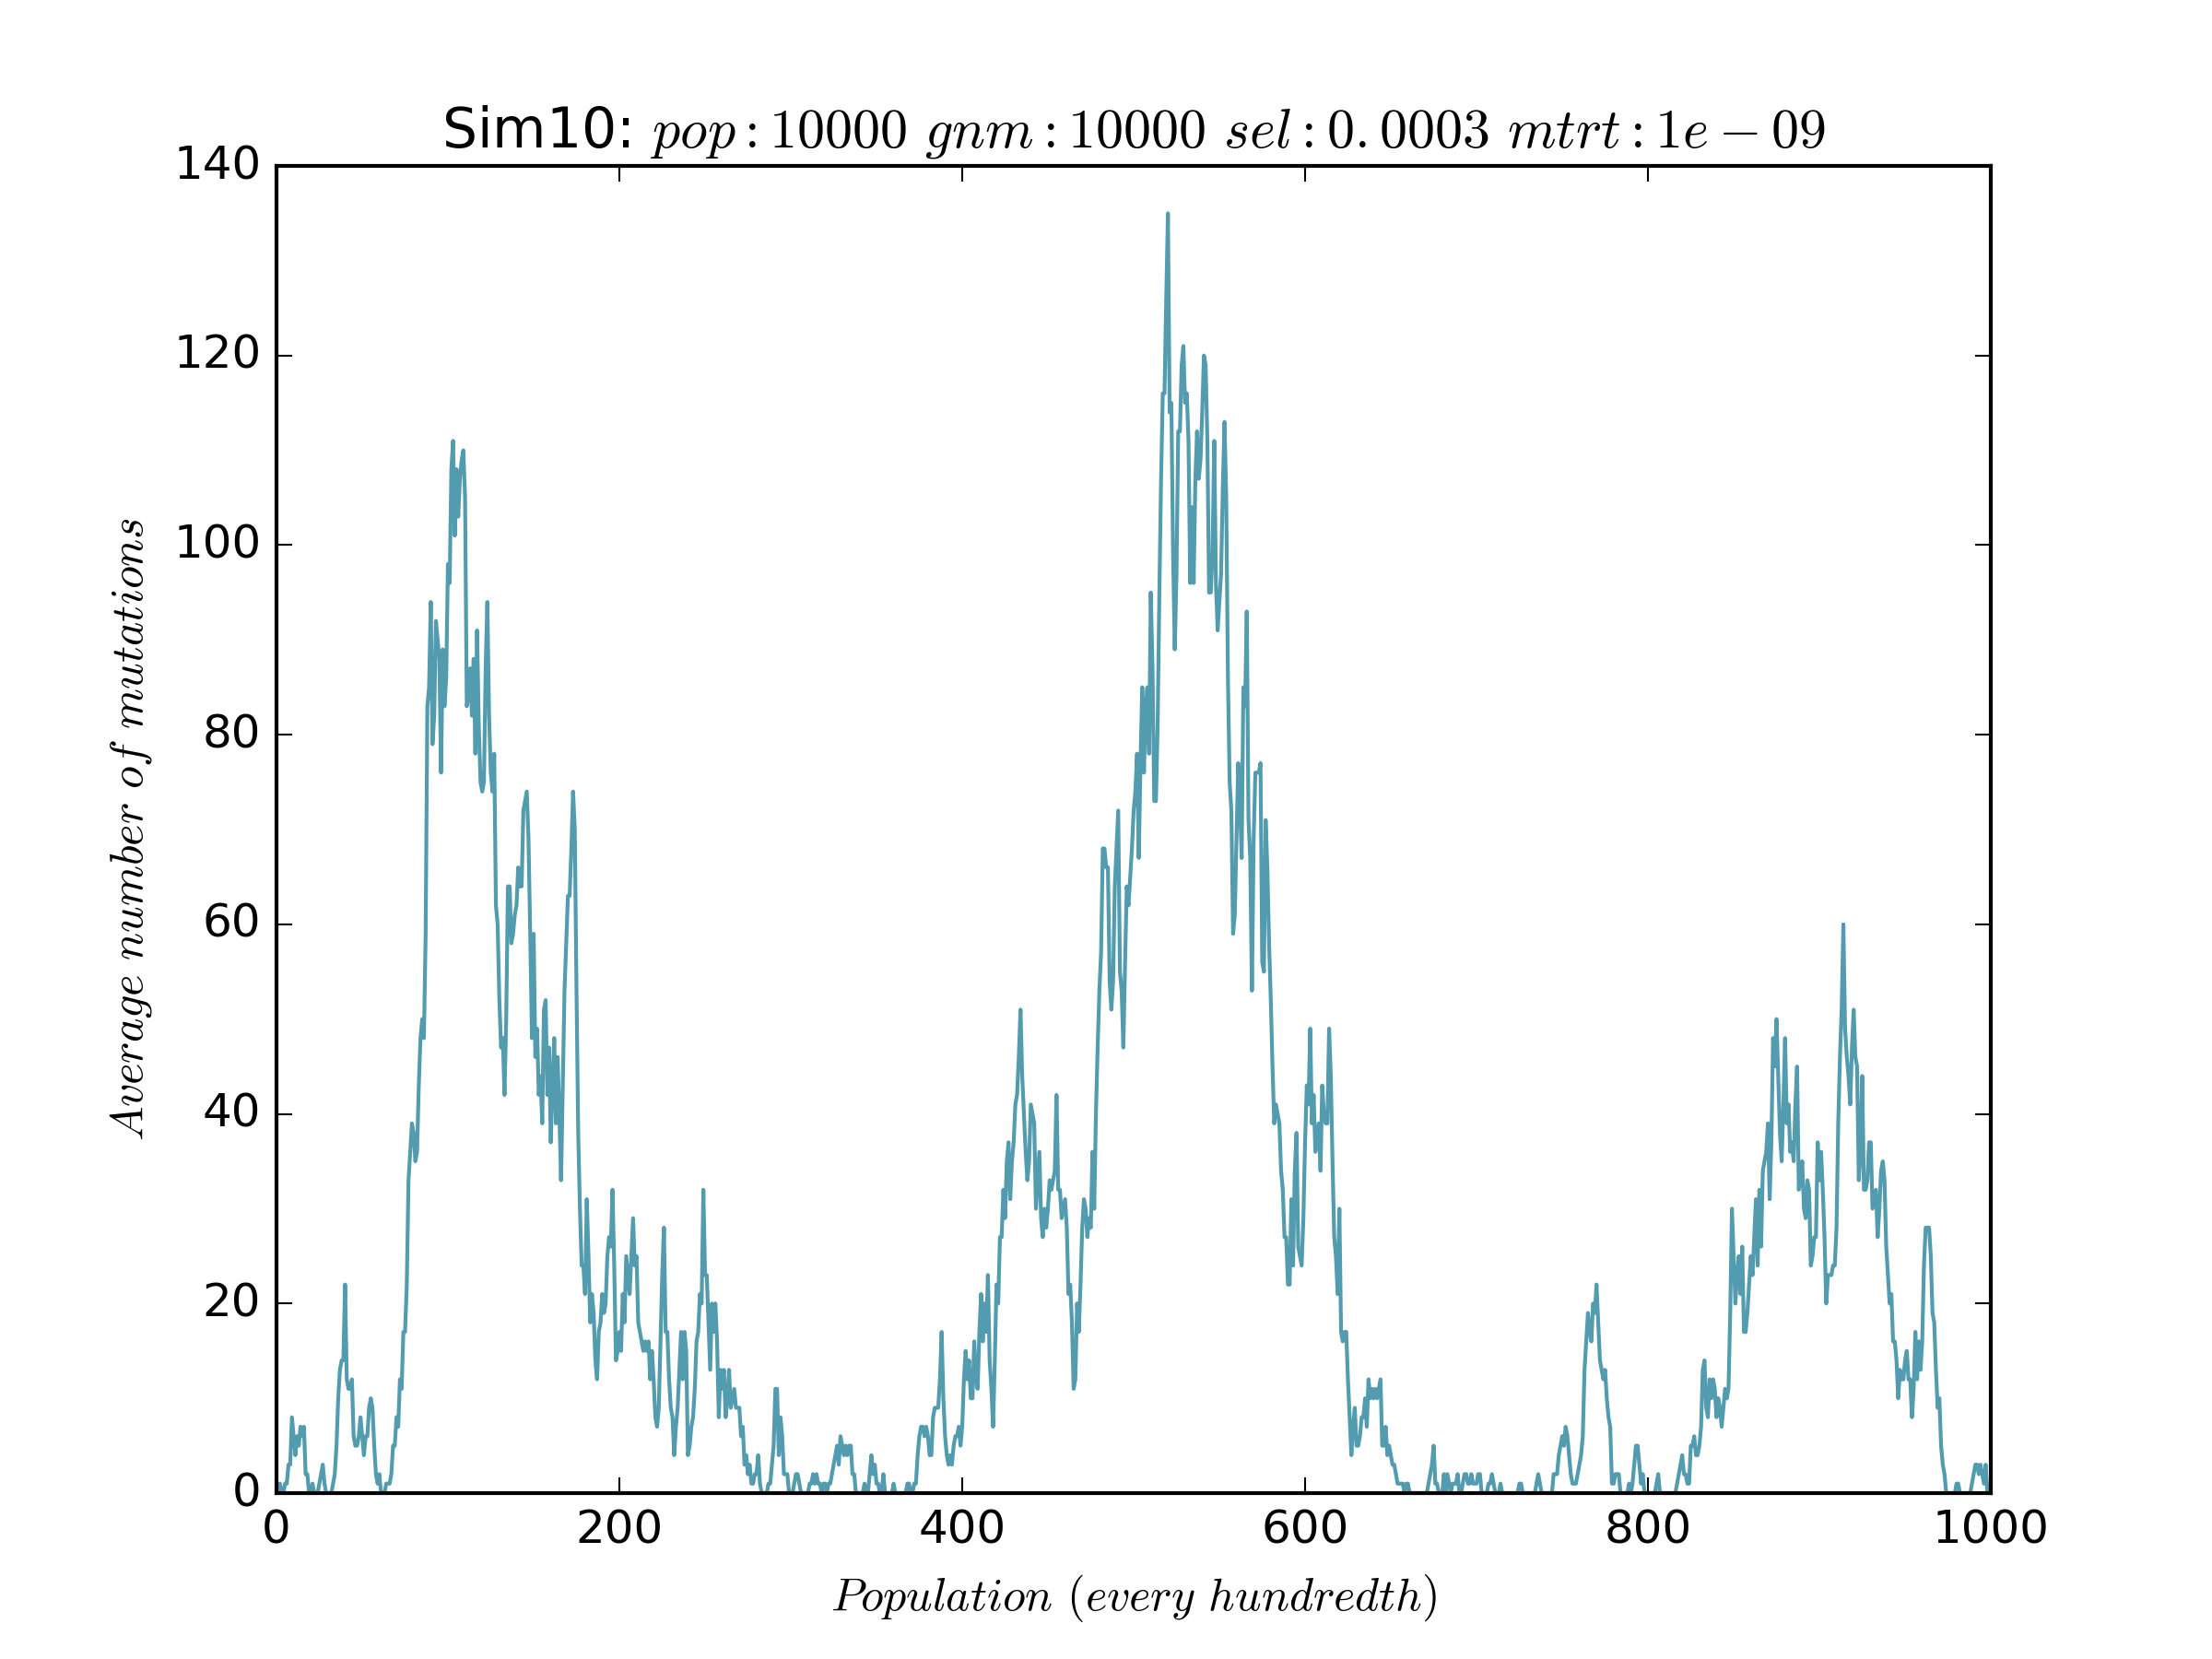 Sim10: pop : 10000 gnm : 10000 sel : 0.0003 mtrt : 1e − 09
140
120
100
80
60
40
20
0
Average number of mutations
0 200 400 600 800 1000
Population (every hundredth)